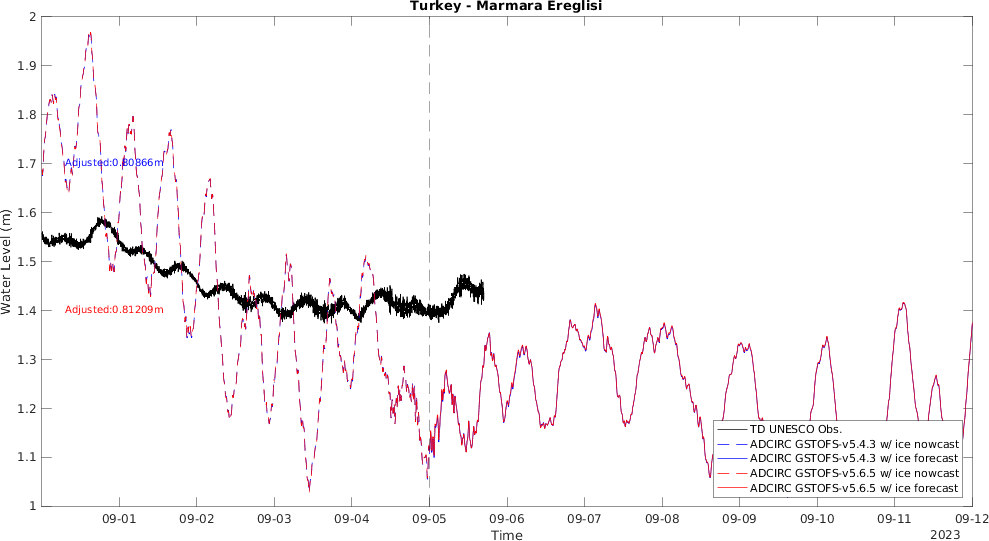 Turkey - Marmara Ereglisi
2
1.9
1.8
1.7
1.6
1.5
1.4
1.3
1.2
1.1
1
Water Level (m)
Adjusted:0.80866m
Adjusted:0.81209m
TD UNESCO Obs.
ADCIRC GSTOFS-v5.4.3 w/ ice nowcast
ADCIRC GSTOFS-v5.4.3 w/ ice forecast
ADCIRC GSTOFS-v5.6.5 w/ ice nowcast
ADCIRC GSTOFS-v5.6.5 w/ ice forecast
09-01 09-02 09-03 09-04 09-05 09-06 09-07 09-08 09-09 09-10 09-11 09-12
Time
2023